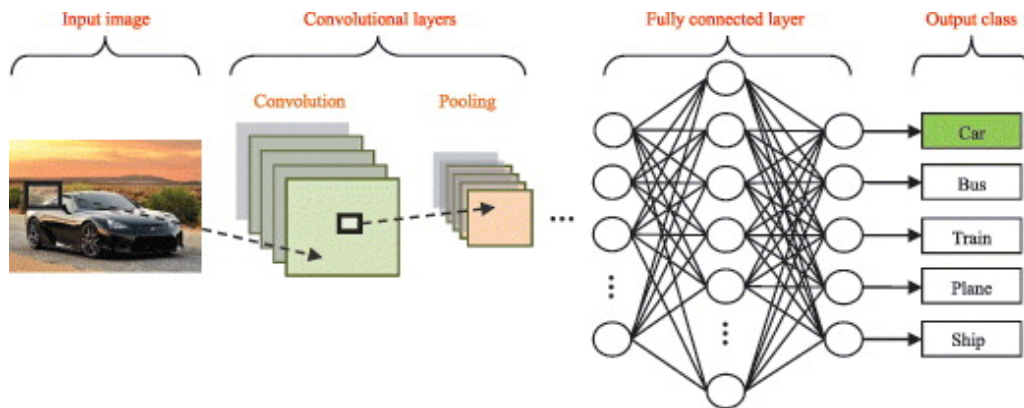 Input image
Convolutional layers
Fully connected layer
Output class
Convolution
Pooling
Car
Bus
Train
Plane
Ship